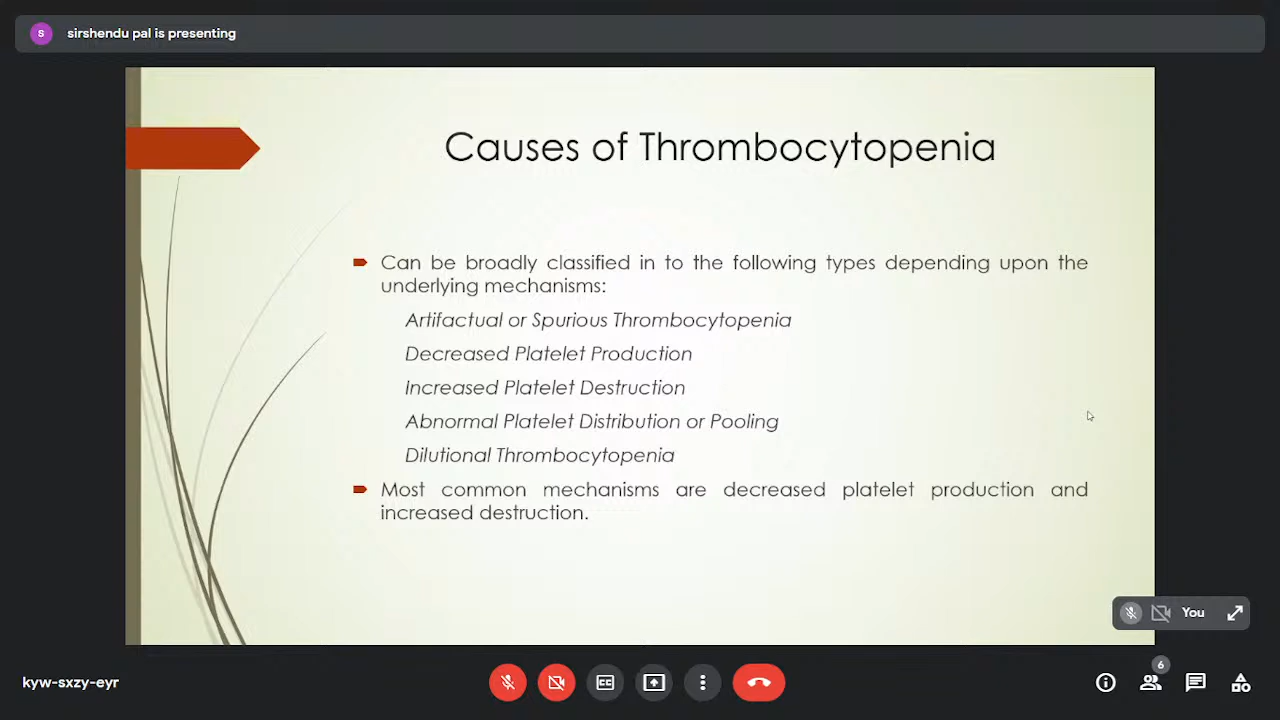 S
sirshendu pal is presenting
Causes of Thrombocytopenia
Can be broadly classified in to the following types depending upon the
underlying mechanisms:
Artifactual or Spurious Thrombocytopenia
Decreased Platelet Production
Increased Platelet Destruction
Abnormal Platelet Distribution or Pooling
Dilutional Thrombocytopenia
Most common mechanisms are decreased platelet production and
increased destruction.
You
kyw-sxzy-eyr
CC
6